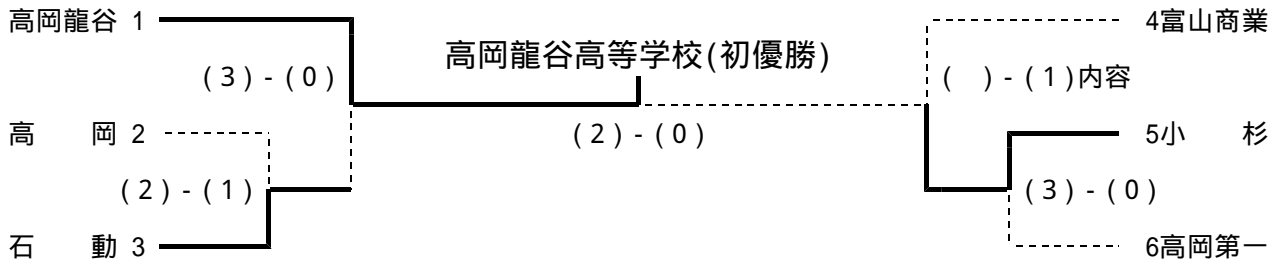 高岡龍谷 1
4富山商業
高岡龍谷高等学校(初優勝)
(3)-(0)
(　)-(1)内容
高　　岡 2
(2)-(0)
5小　　杉
(2)-(1)
(3)-(0)
石　　動 3
6高岡第一